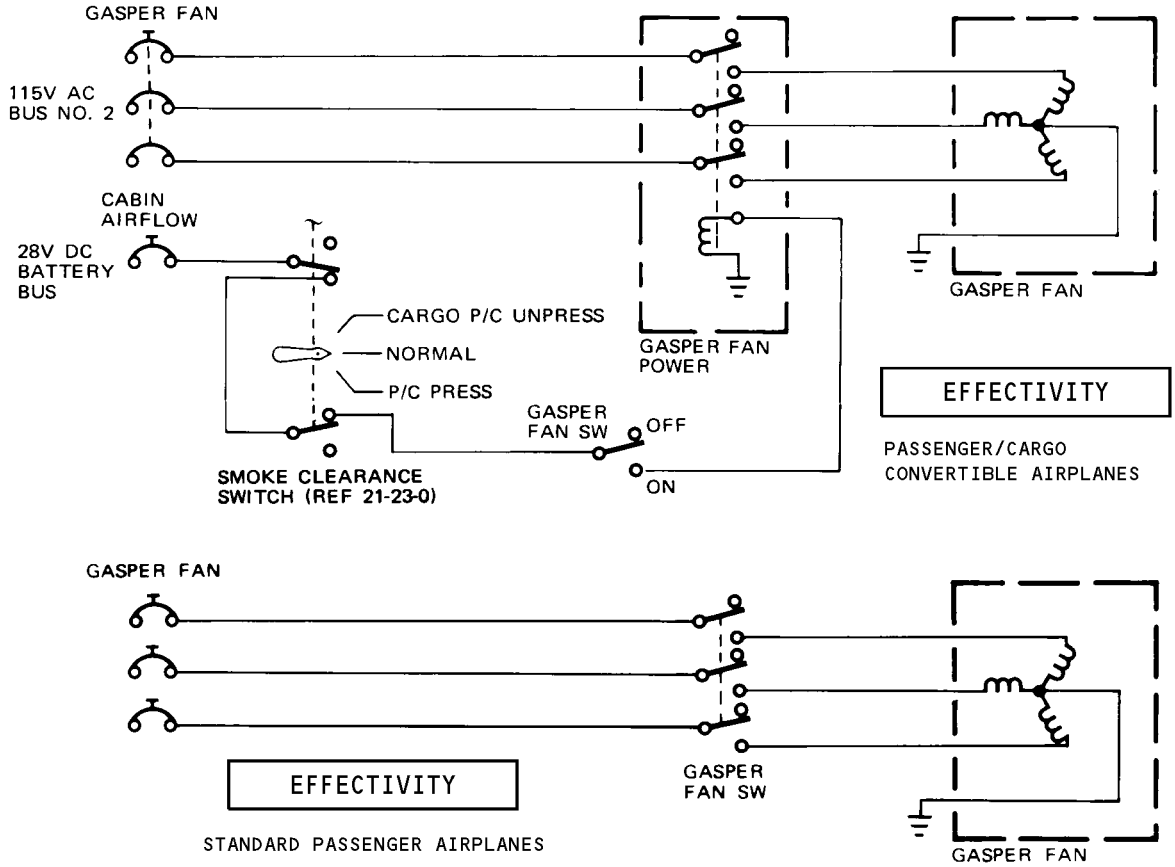 GASPER FAN
115V AC
BUS NO. 2
CABIN
AIRFLOW
28V DC
BATTERY
BUS
CARGO P/C UNPRESS
NORMAL
P/C PRESS
SMOKE CLEARANCE
SWITCH (REF 21-23-0)
GASPER
FAN SW
OFF
ON
GASPER FAN
POWER
GASPER FAN
EFFECTIVITY
PASSENGER/CARGO
CONVERTIBLE AIRPLANES
GASPER FAN
GASPER
FAN SW
GASPER FAN
EFFECTIVITY
STANDARD PASSENGER AIRPLANES